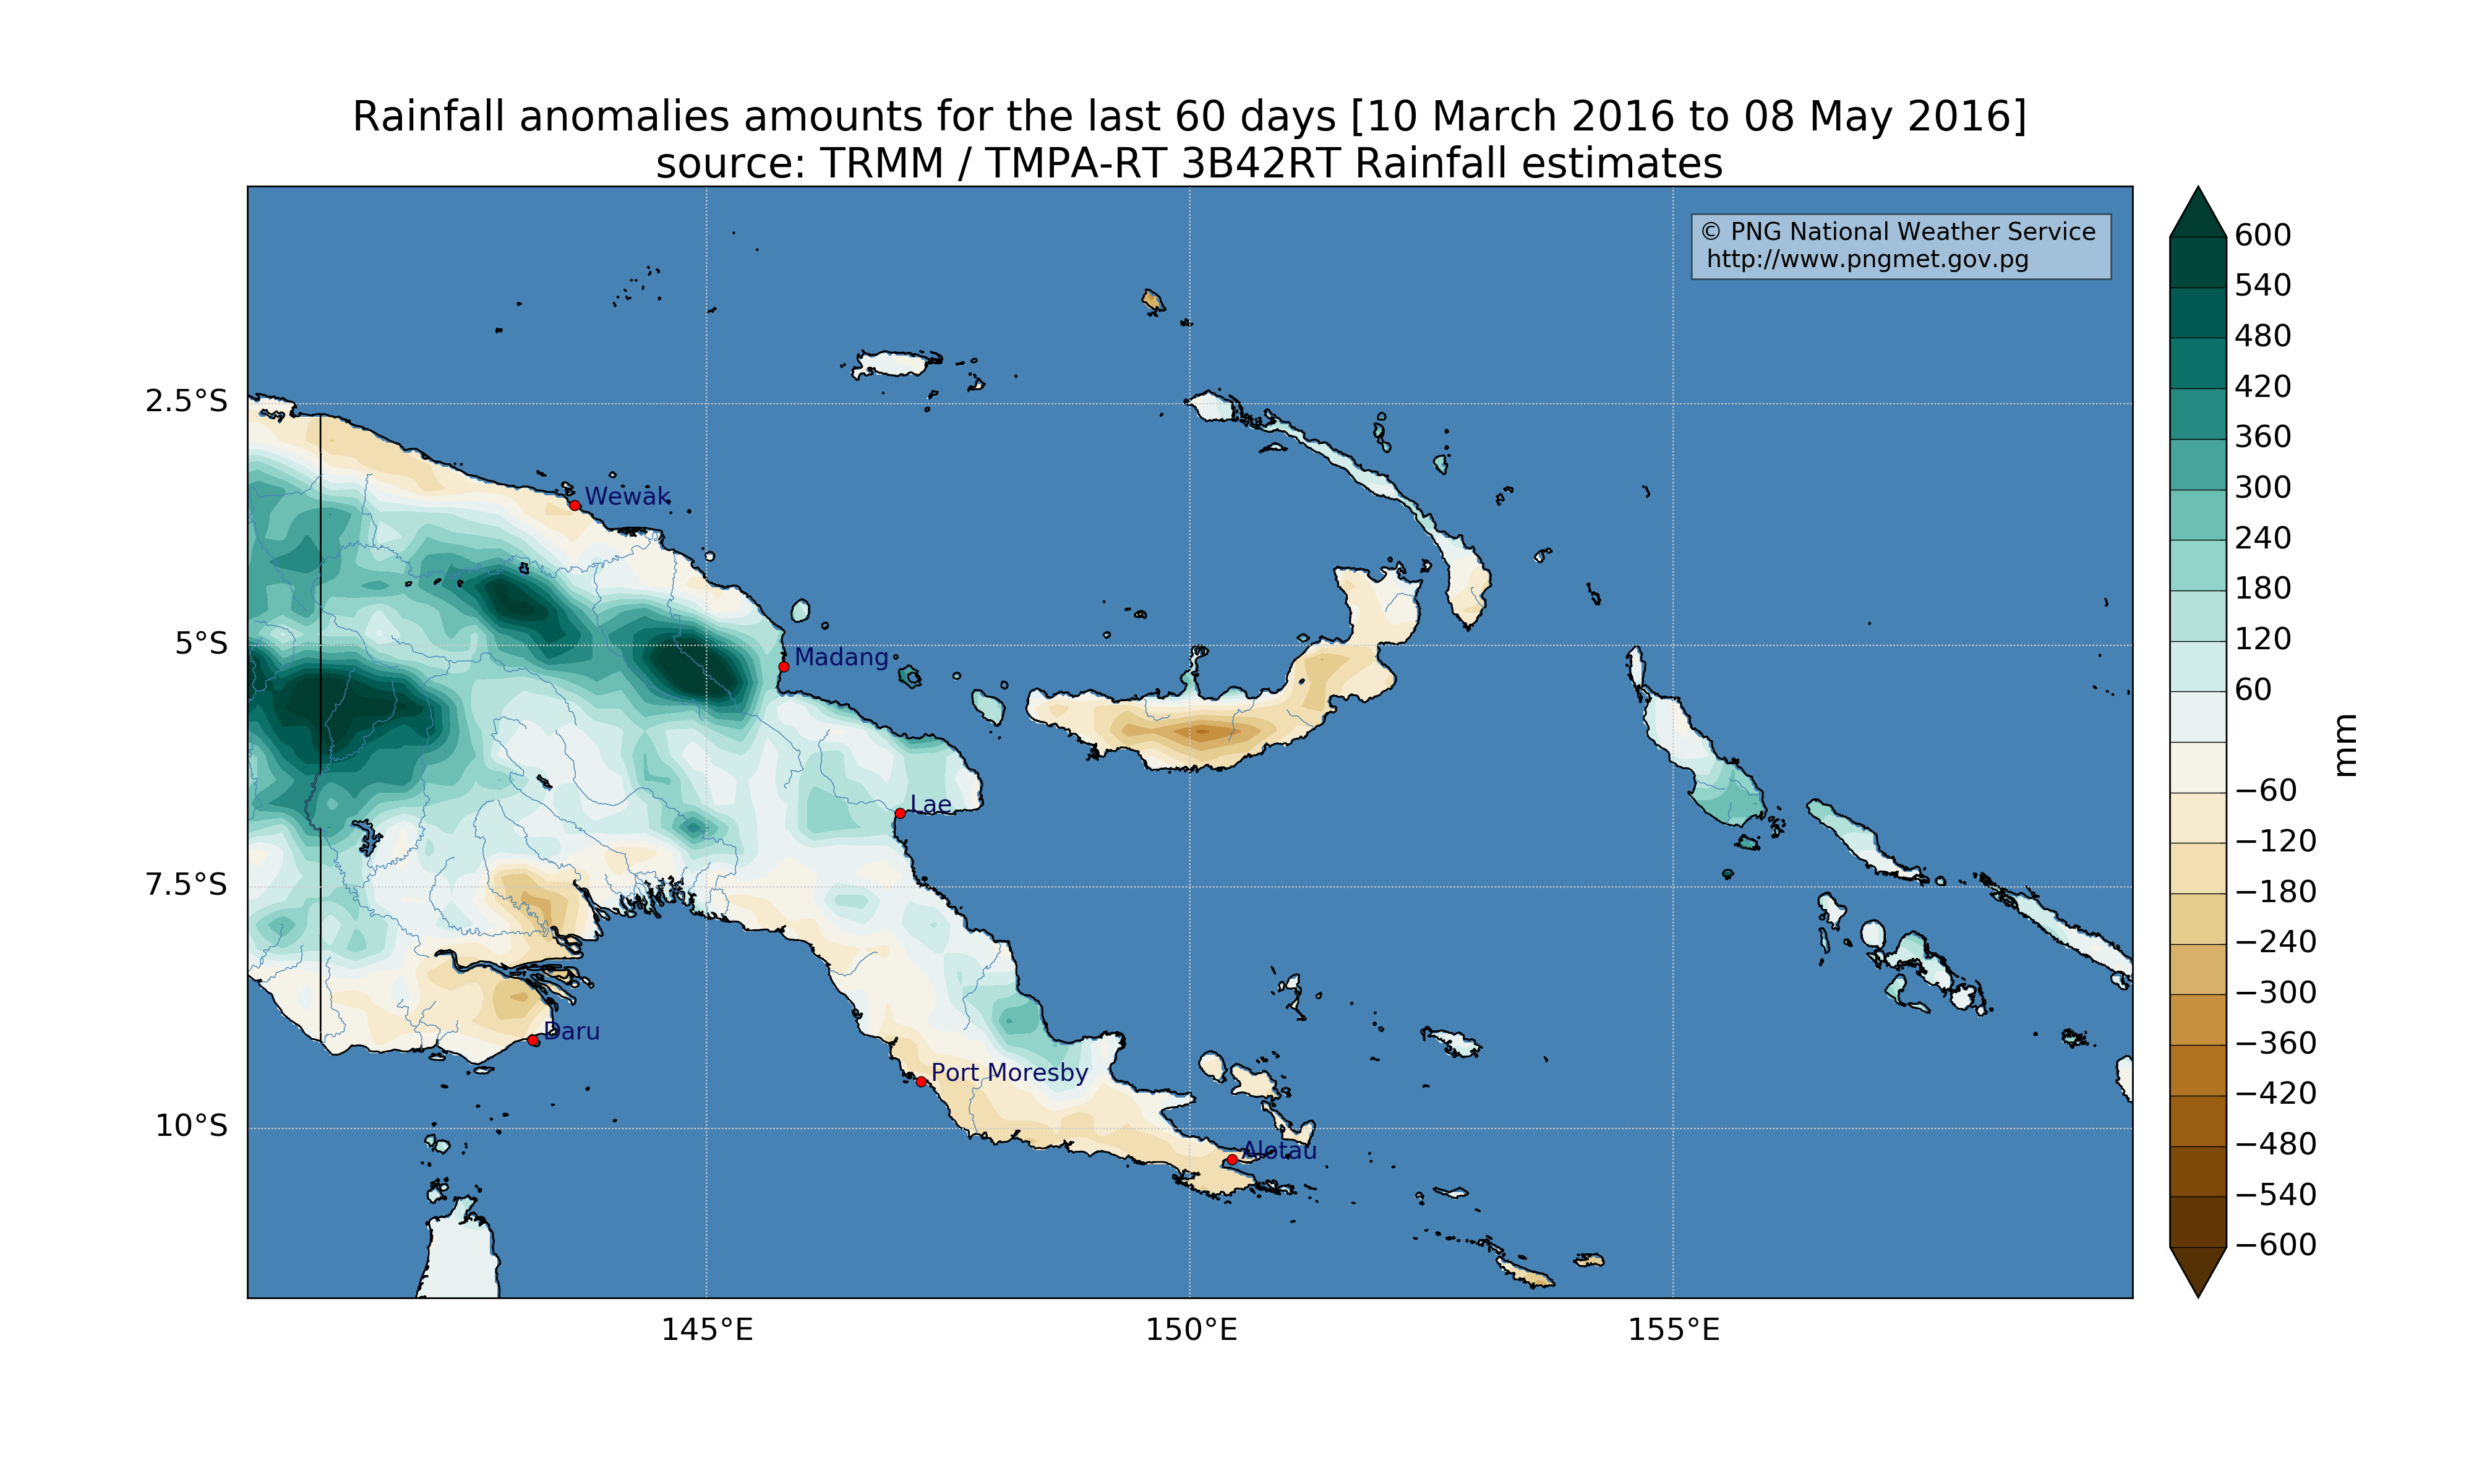 Rainfall anomalies amounts for the last 60 days [10 March 2016 to 08 May 2016]
source: TRMM / TMPA-RT 3B42RT Rainfall estimates
© PNG National Weather Service
http://www.pngmet.gov.pg
2.5°S
5°S
7.5°S
10°S
145°E
150°E
155°E
Wewak
Madang
Lae
Daru
Port Moresby
Alotau
600
540
480
420
360
300
240
180
120
60
−60
−120
−180
−240
−300
−360
−420
−480
−540
−600
mm